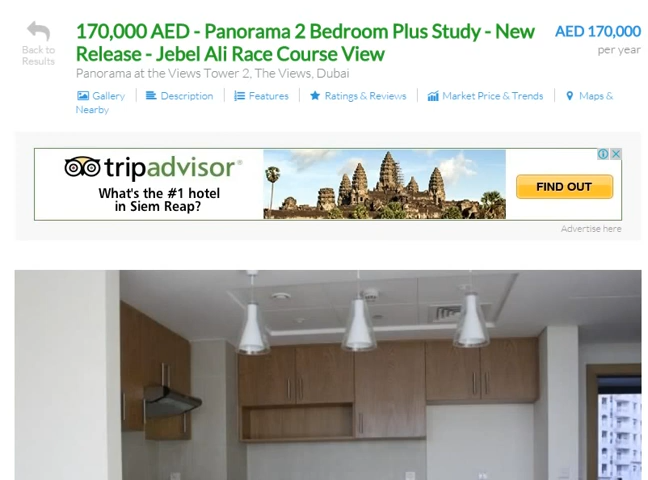 170,000 AED - Panorama 2 Bedroom Plus Study - New
Release - Jebel Ali Race Course View
AED 170,000
per year
Back to
Results
Panorama at the Views Tower 2, The Views, Dubai
Gallery
Description
Features
Ratings & Reviews
Market Price & Trends
Maps &
Nearby
tripadvisor®
What's the #1 hotel
in Siem Reap?
FIND OUT
Advertise here